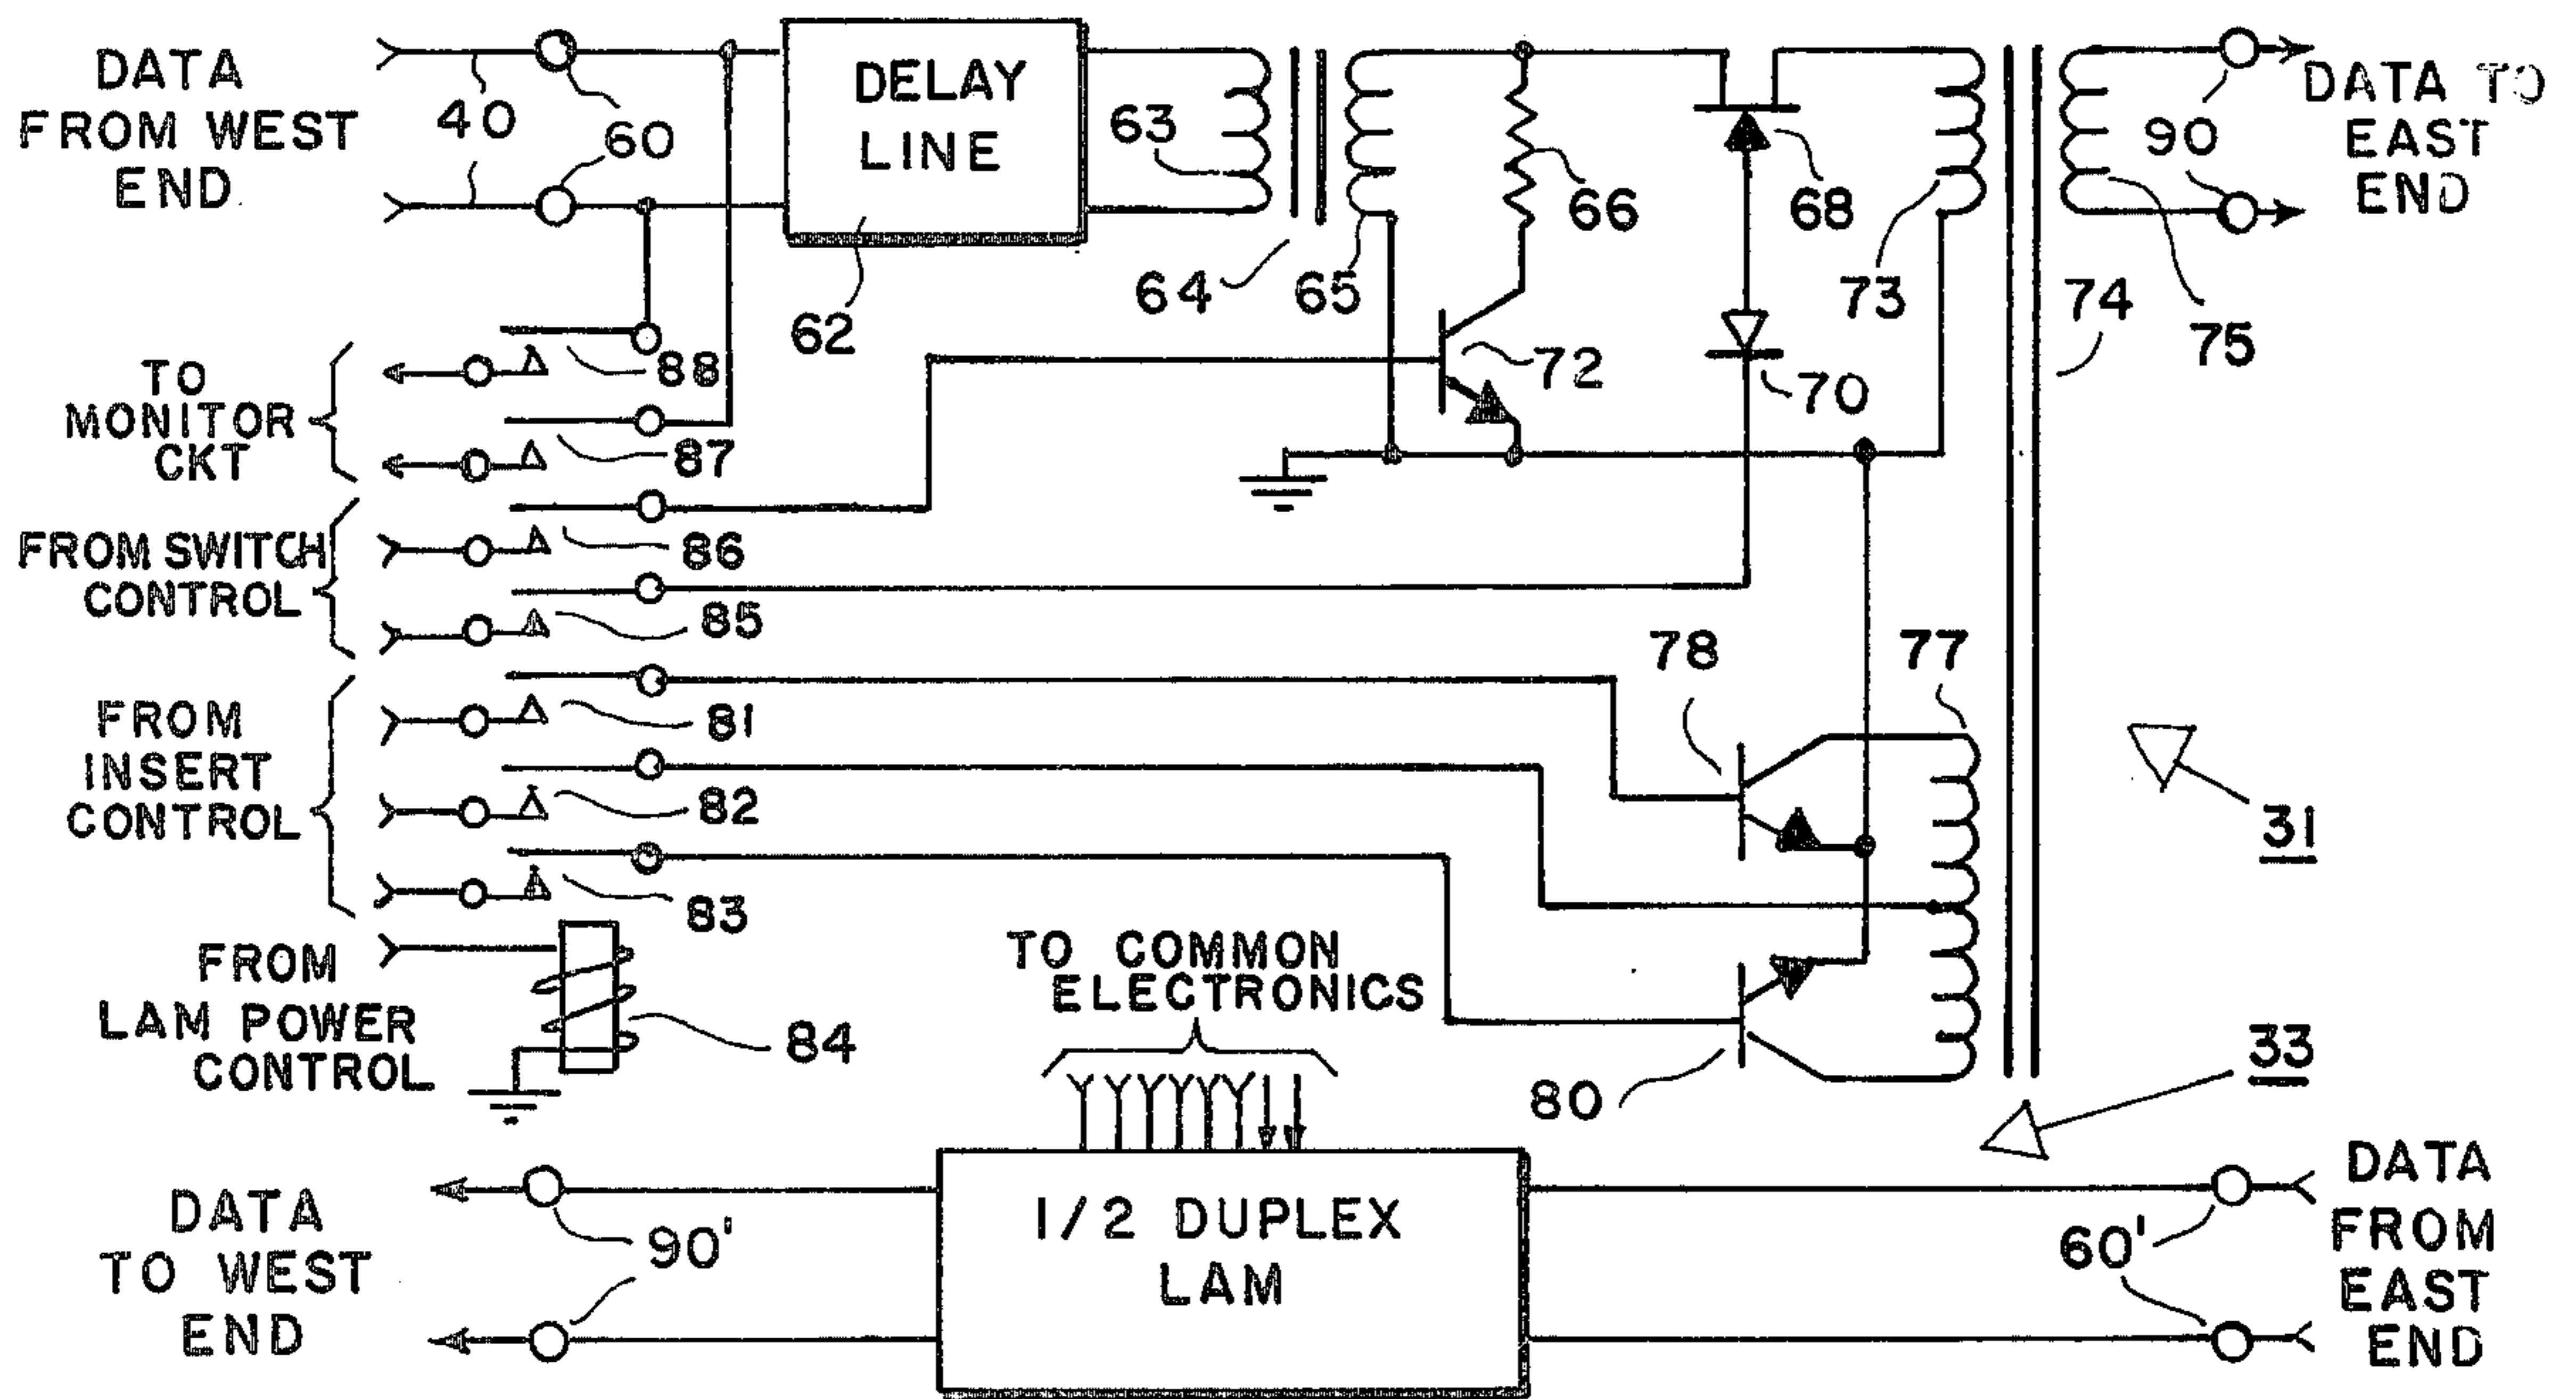 DATA
FROM WEST
END
40
60
DELAY
LINE
62
63
64
65
66
68
73
74
75
90
DATA TO
EAST
END
TO
MONITOR
CKT
88
87
72
70
FROM SWITCH
CONTROL
86
85
FROM
INSERT
CONTROL
81
82
83
78
77
31
FROM
LAM POWER
CONTROL
84
TO COMMON
ELECTRONICS
80
33
DATA
TO WEST
END
90'
1/2 DUPLEX
LAM
60'
DATA
FROM
EAST
END